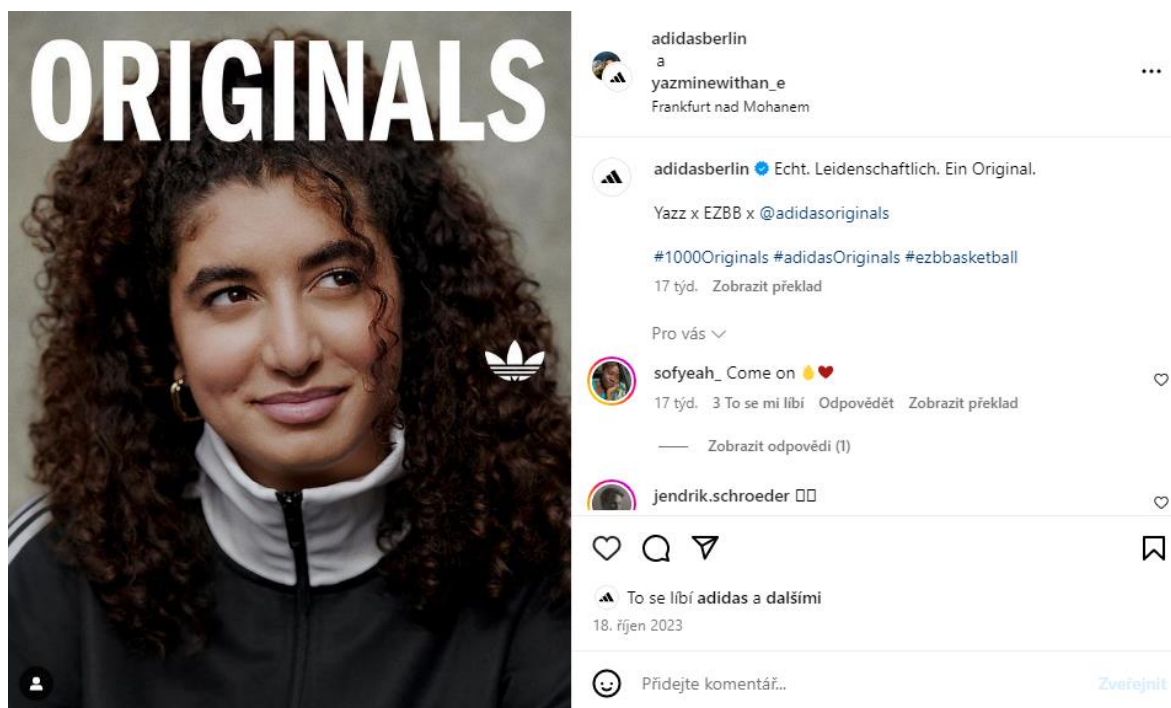 ORIGINALS
adidasberlin
a
yazminewithan_e
Frankfurt nad Mohanem
adidasberlin Echt. Leidenschaftlich. Ein Original.
Yazz x EZBB x @adidasoriginals
#1000Originals #adidasOriginals #ezbbasketball
17 týd. Zobrazit překlad
Pro vás
sofyeah_ Come on
17 týd. 3 To se mi líbí Odpovědět Zobrazit překlad
Zobrazit odpovědi (1)
jendrik.schroeder
To se líbí adidas a dalšími
18. říjen 2023
Přidejte komentář...
Zveřejnit